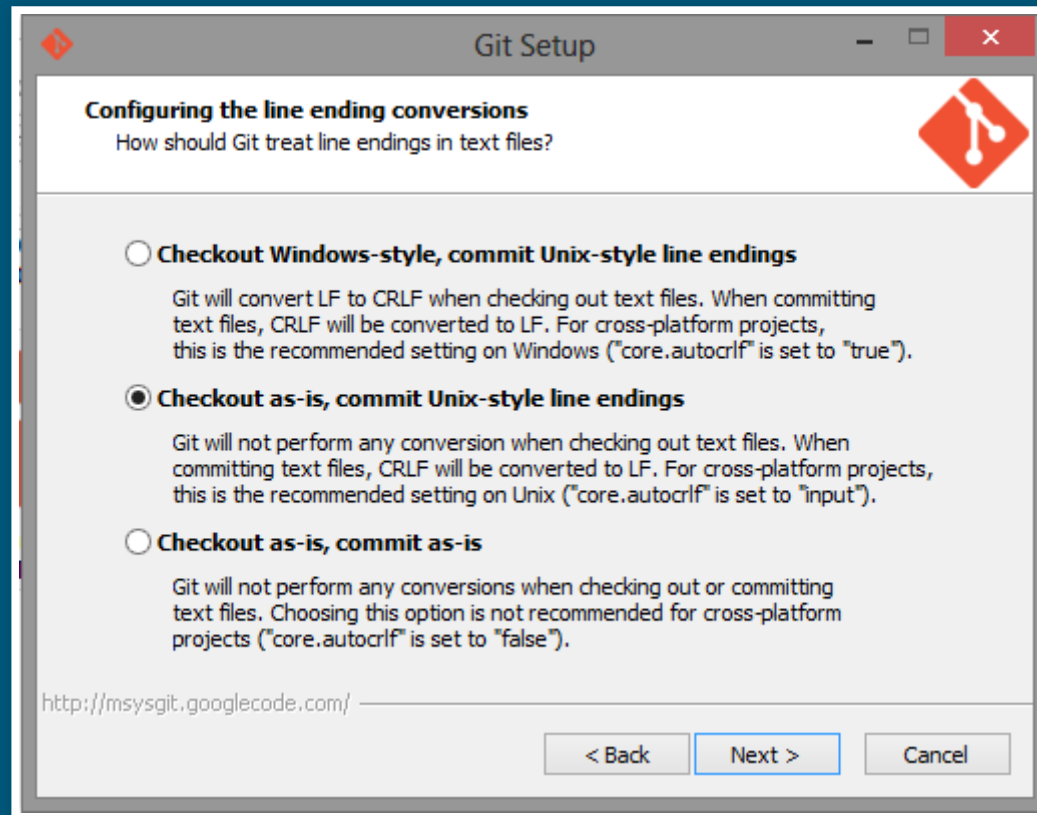 Git Setup
Configuring the line ending conversions
How should Git treat line endings in text files?
Checkout Windows-style, commit Unix-style line endings
Git will convert LF to CRLF when checking out text files. When committing
text files, CRLF will be converted to LF. For cross-platform projects,
this is the recommended setting on Windows ("core.autocrlf" is set to "true").
Checkout as-is, commit Unix-style line endings
Git will not perform any conversion when checking out text files. When
committing text files, CRLF will be converted to LF. For cross-platform projects,
this is the recommended setting on Unix ("core.autocrlf" is set to "input").
Checkout as-is, commit as-is
Git will not perform any conversions when checking out or committing
text files. Choosing this option is not recommended for cross-platform
projects ("core.autocrlf" is set to "false").
http://msysgit.googlecode.com/
< Back Next > Cancel